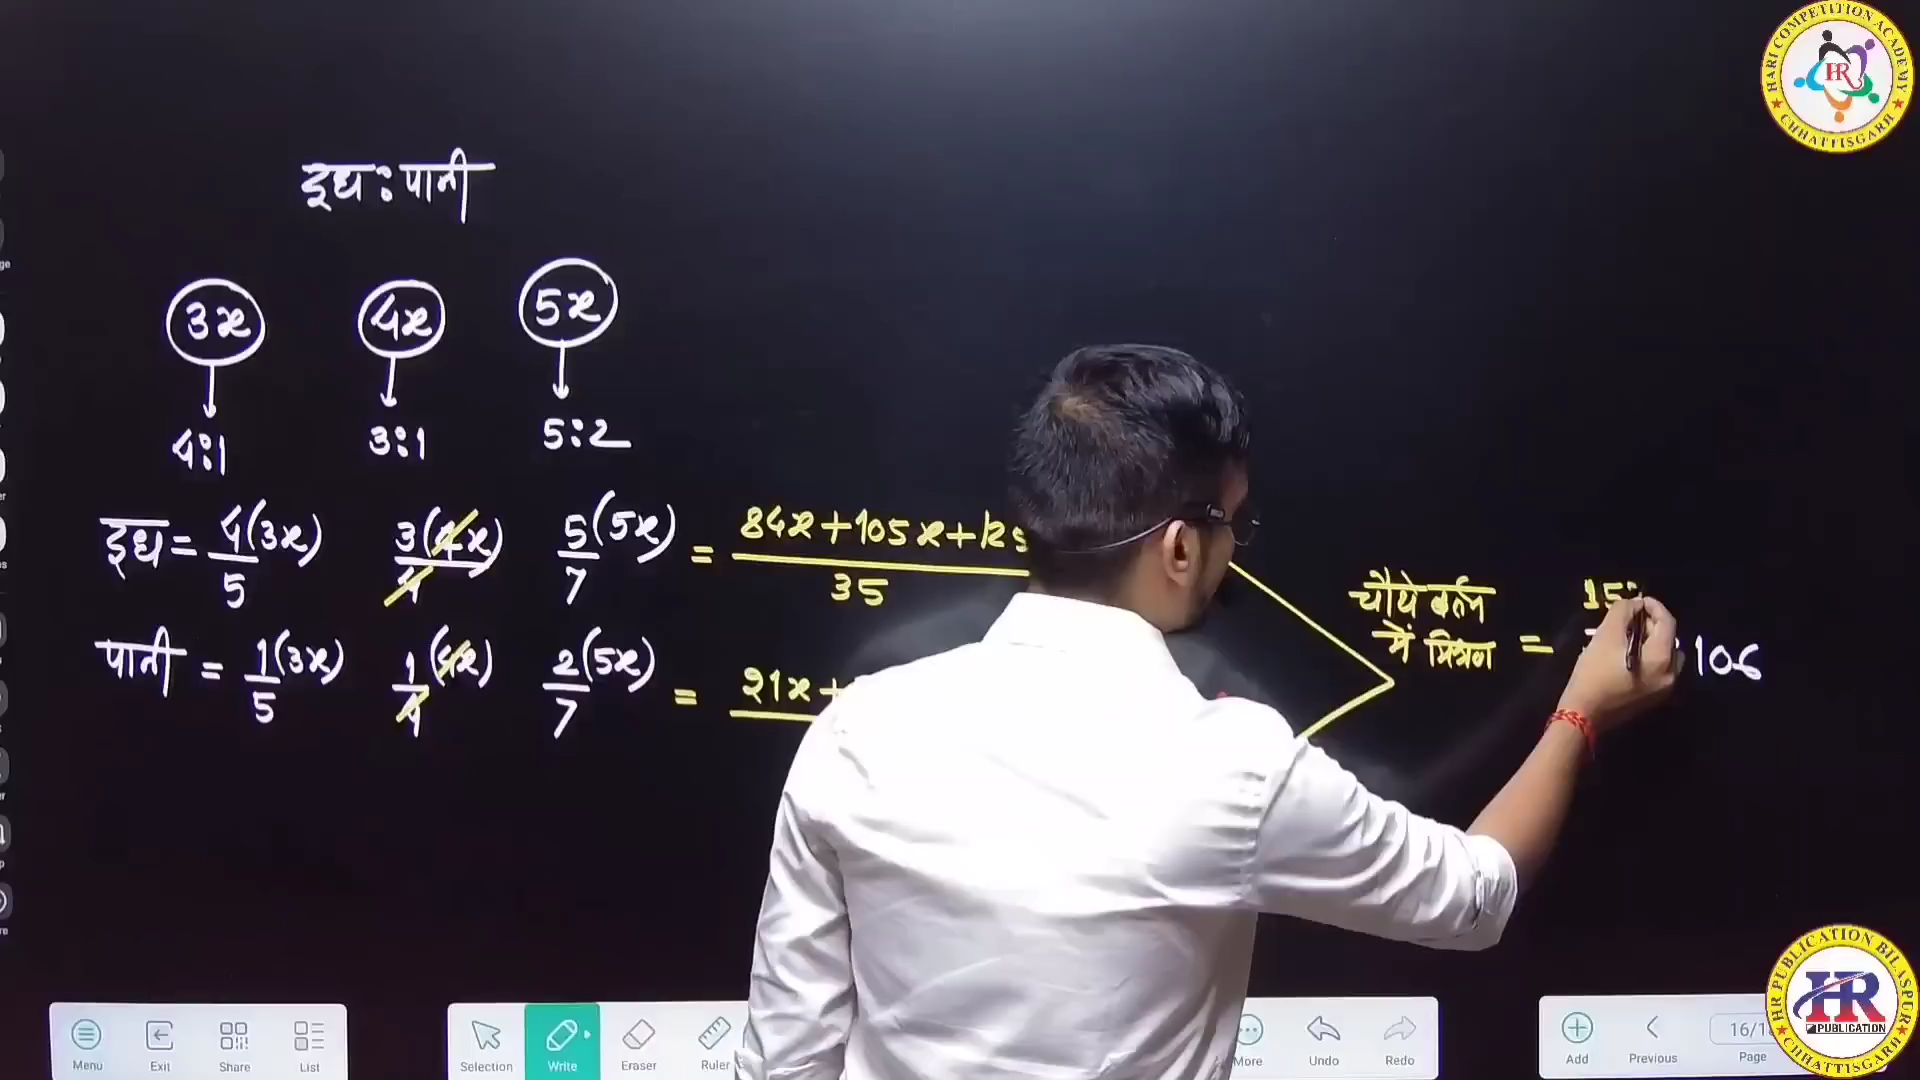 HARI COMPETITION ACADEMY
HR
CHHATTISGARH
दूध : पानी
3x 4x 5x
4:1 3:1 5:2
दूध = 4/5 (3x) 3(4x)/4 5/7 (5x) = 84x+105x+125/35
पानी = 1/5 (3x) 1/4 (4x) 2/7 (5x) = 21x+
चौथे बर्तन
में मिश्रण = 106
Menu Exit Share List Selection Write Eraser Ruler More Undo Redo Add Previous Page
HR PUBLICATION BILASPUR
HR
PUBLICATION
CHHATTISGARH